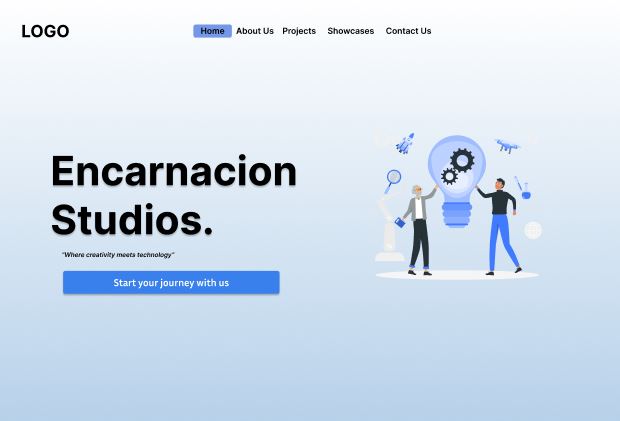 LOGO
Home About Us Projects Showcases Contact Us
Encarnacion
Studios.
"Where creativity meets technology"
Start your journey with us